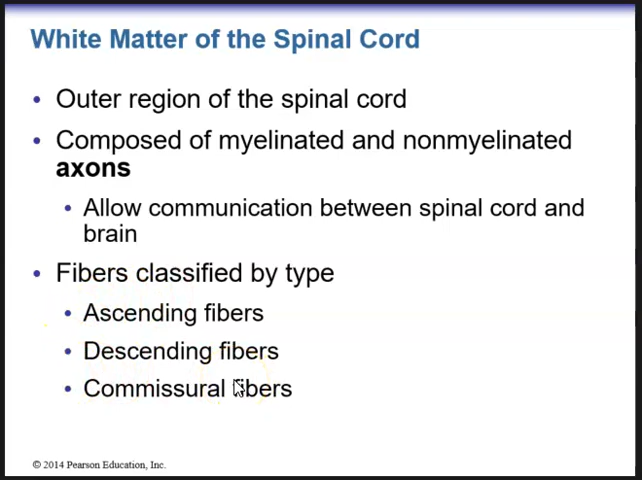 White Matter of the Spinal Cord
• Outer region of the spinal cord
• Composed of myelinated and nonmyelinated
axons
• Allow communication between spinal cord and
brain
• Fibers classified by type
• Ascending fibers
• Descending fibers
• Commissural fibers
© 2014 Pearson Education, Inc.